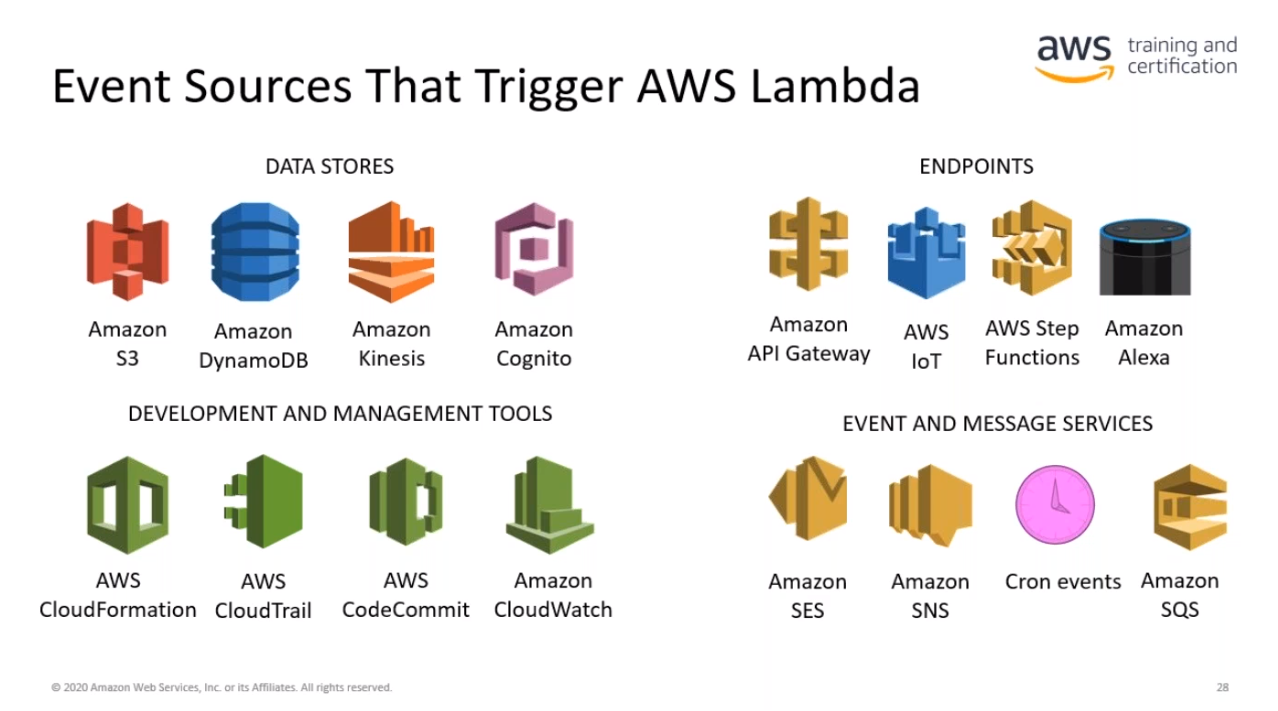 aws training and
certification
Event Sources That Trigger AWS Lambda
DATA STORES
Amazon
S3
Amazon
DynamoDB
Amazon
Kinesis
Amazon
Cognito
ENDPOINTS
Amazon
API Gateway
AWS
IoT
AWS Step
Functions
Amazon
Alexa
DEVELOPMENT AND MANAGEMENT TOOLS
AWS
CloudFormation
AWS
CloudTrail
AWS
CodeCommit
Amazon
CloudWatch
EVENT AND MESSAGE SERVICES
Amazon
SES
Amazon
SNS
Cron events
Amazon
SQS
© 2020 Amazon Web Services, Inc. or its Affiliates. All rights reserved.
28